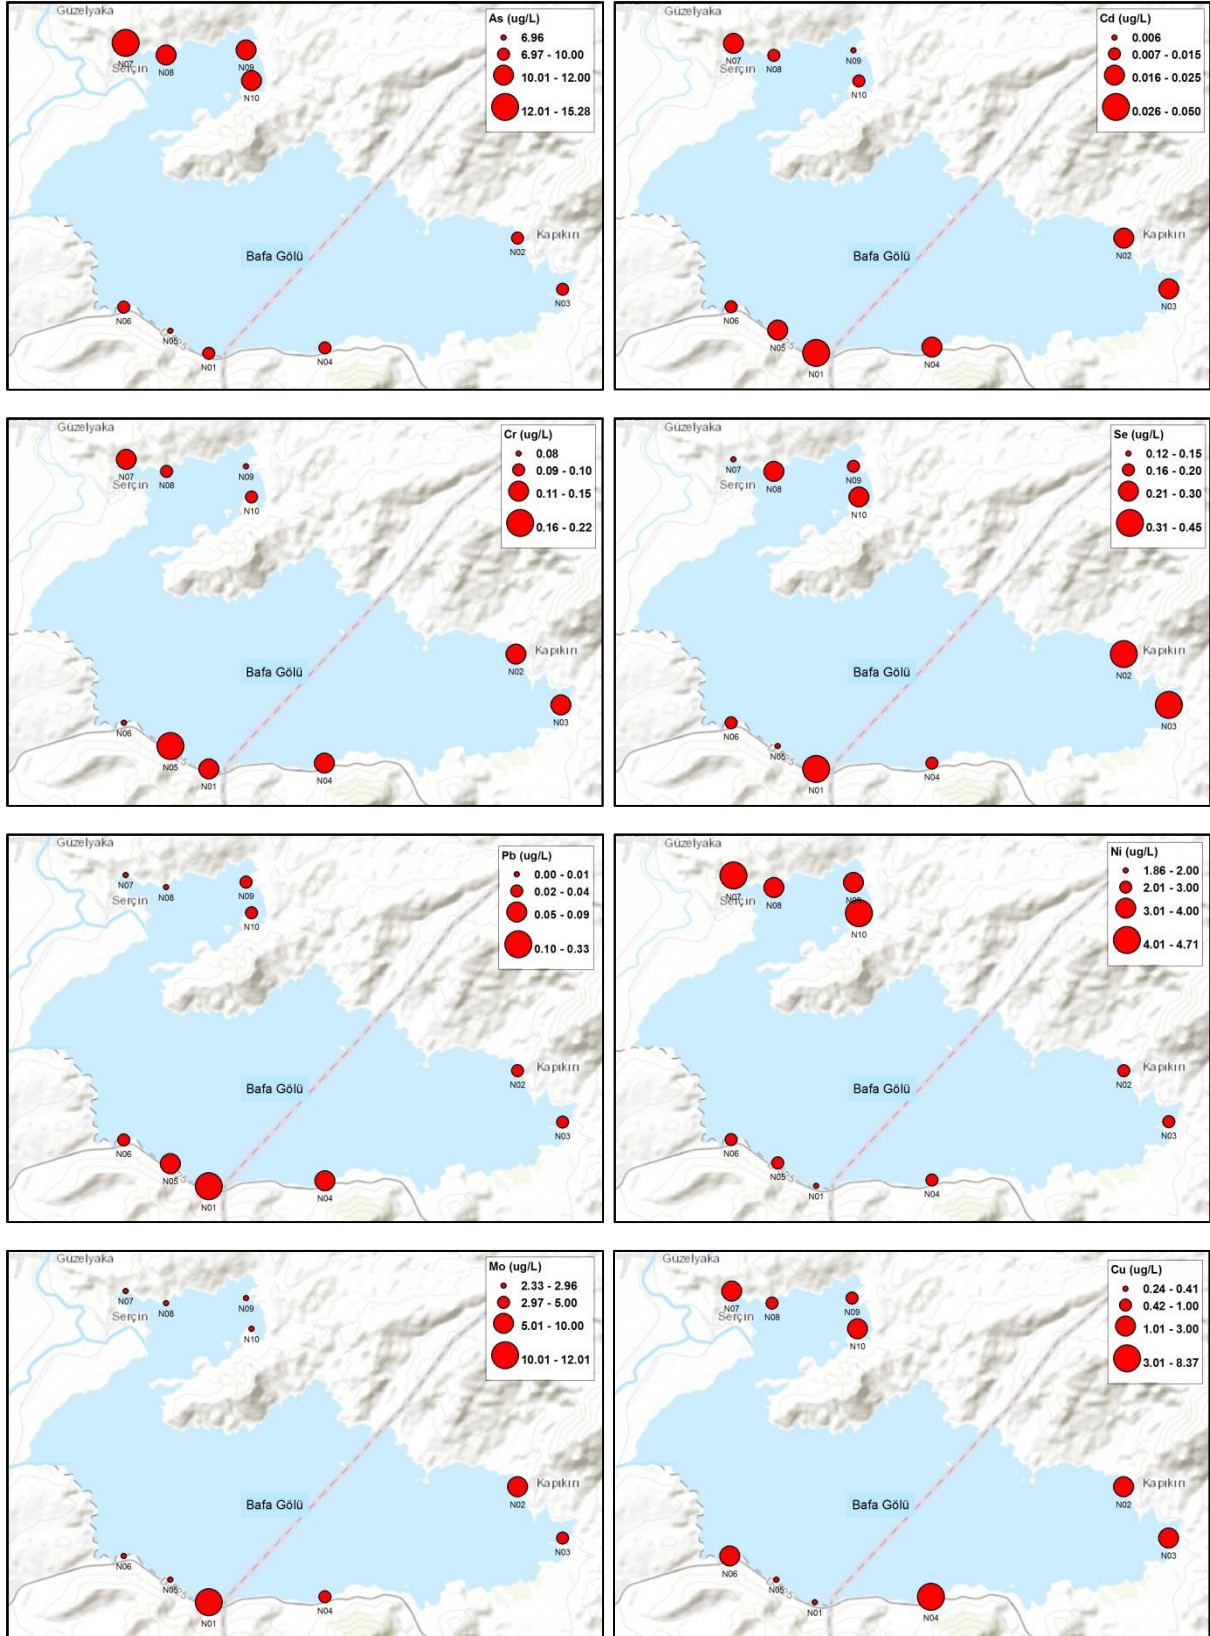 Güzelyaka
As (ug/L)
6.96
6.97 - 10.00
10.01 - 12.00
12.01 - 15.28
N07
Serçin
N08
N09
N10
Kapıkırı
N02
Bafa Gölü
N03
N06
N05
N01
N04
Güzelyaka
Cd (ug/L)
0.006
0.007 - 0.015
0.016 - 0.025
0.026 - 0.050
N07
Serçin
N08
N09
N10
Kapıkırı
N02
Bafa Gölü
N03
N06
N05
N01
N04
Güzelyaka
Cr (ug/L)
0.08
0.09 - 0.10
0.11 - 0.15
0.16 - 0.22
N07
Serçin
N08
N09
N10
Kapıkırı
N02
Bafa Gölü
N03
N06
N05
N01
N04
Güzelyaka
Se (ug/L)
0.12 - 0.15
0.16 - 0.20
0.21 - 0.30
0.31 - 0.45
N07
Serçin
N08
N09
N10
Kapıkırı
N02
Bafa Gölü
N03
N06
N05
N01
N04
Güzelyaka
Pb (ug/L)
0.00 - 0.01
0.02 - 0.04
0.05 - 0.09
0.10 - 0.33
N07
Serçin
N08
N09
N10
Kapıkırı
N02
Bafa Gölü
N03
N06
N05
N01
N04
Güzelyaka
Ni (ug/L)
1.86 - 2.00
2.01 - 3.00
3.01 - 4.00
4.01 - 4.71
N07
Serçin
N08
N09
N10
Kapıkırı
N02
Bafa Gölü
N03
N06
N05
N01
N04
Güzelyaka
Mo (ug/L)
2.33 - 2.96
2.97 - 5.00
5.01 - 10.00
10.01 - 12.01
N07
Serçin
N08
N09
N10
Kapıkırı
N02
Bafa Gölü
N03
N06
N05
N01
N04
Güzelyaka
Cu (ug/L)
0.24 - 0.41
0.42 - 1.00
1.01 - 3.00
3.01 - 8.37
N07
Serçin
N08
N09
N10
Kapıkırı
N02
Bafa Gölü
N03
N06
N05
N01
N04